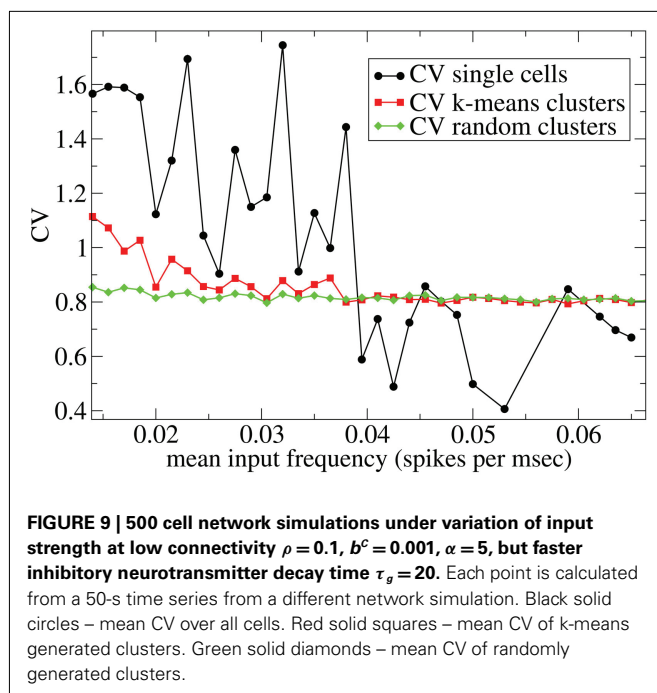 1.6
1.4
1.2
1
0.8
0.6
0.4
CV
CV single cells
CV k-means clusters
CV random clusters
0.02 0.03 0.04 0.05 0.06
mean input frequency (spikes per msec)
FIGURE 9 | 500 cell network simulations under variation of input
strength at low connectivity ρ = 0.1, bᶜ = 0.001, α = 5, but faster
inhibitory neurotransmitter decay time τg = 20. Each point is calculated
from a 50-s time series from a different network simulation. Black solid
circles – mean CV over all cells. Red solid squares – mean CV of k-means
generated clusters. Green solid diamonds – mean CV of randomly
generated clusters.